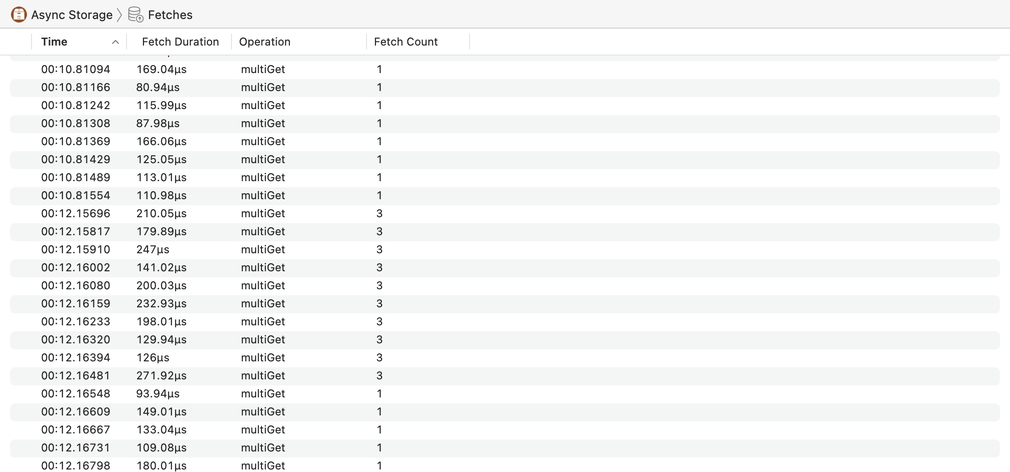 Async Storage Fetches
Time Fetch Duration Operation Fetch Count
00:10.81094 169.04µs multiGet 1
00:10.81166 80.94µs multiGet 1
00:10.81242 115.99µs multiGet 1
00:10.81308 87.98µs multiGet 1
00:10.81369 166.06µs multiGet 1
00:10.81429 125.05µs multiGet 1
00:10.81489 113.01µs multiGet 1
00:10.81554 110.98µs multiGet 1
00:12.15696 210.05µs multiGet 3
00:12.15817 179.89µs multiGet 3
00:12.15910 247µs multiGet 3
00:12.16002 141.02µs multiGet 3
00:12.16080 200.03µs multiGet 3
00:12.16159 232.93µs multiGet 3
00:12.16233 198.01µs multiGet 3
00:12.16320 129.94µs multiGet 3
00:12.16394 126µs multiGet 3
00:12.16481 271.92µs multiGet 3
00:12.16548 93.94µs multiGet 1
00:12.16609 149.01µs multiGet 1
00:12.16667 133.04µs multiGet 1
00:12.16731 109.08µs multiGet 1
00:12.16798 180.01µs multiGet 1